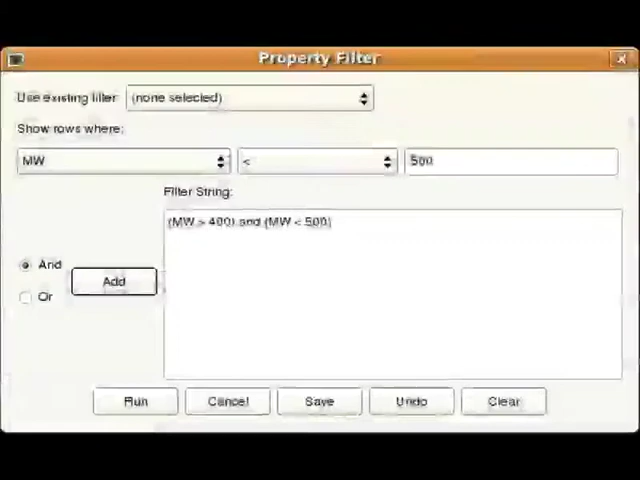 Property Filter
Use existing filter (none selected)
Show rows where:
MW < 500
Filter String:
(MW > 400) and (MW < 500)
And
Add
Or
Run Cancel Save Undo Clear